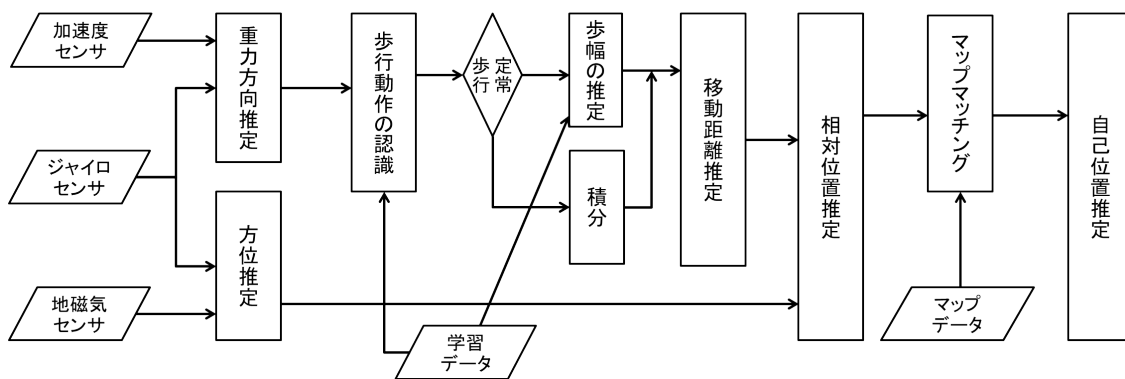 加速度
センサ
ジャイロ
センサ
地磁気
センサ
重力方向推定
方位推定
歩行動作の認識
定常
歩行
歩幅の推定
積分
学習
データ
移動距離推定
相対位置推定
マップマッチング
マップ
データ
自己位置推定